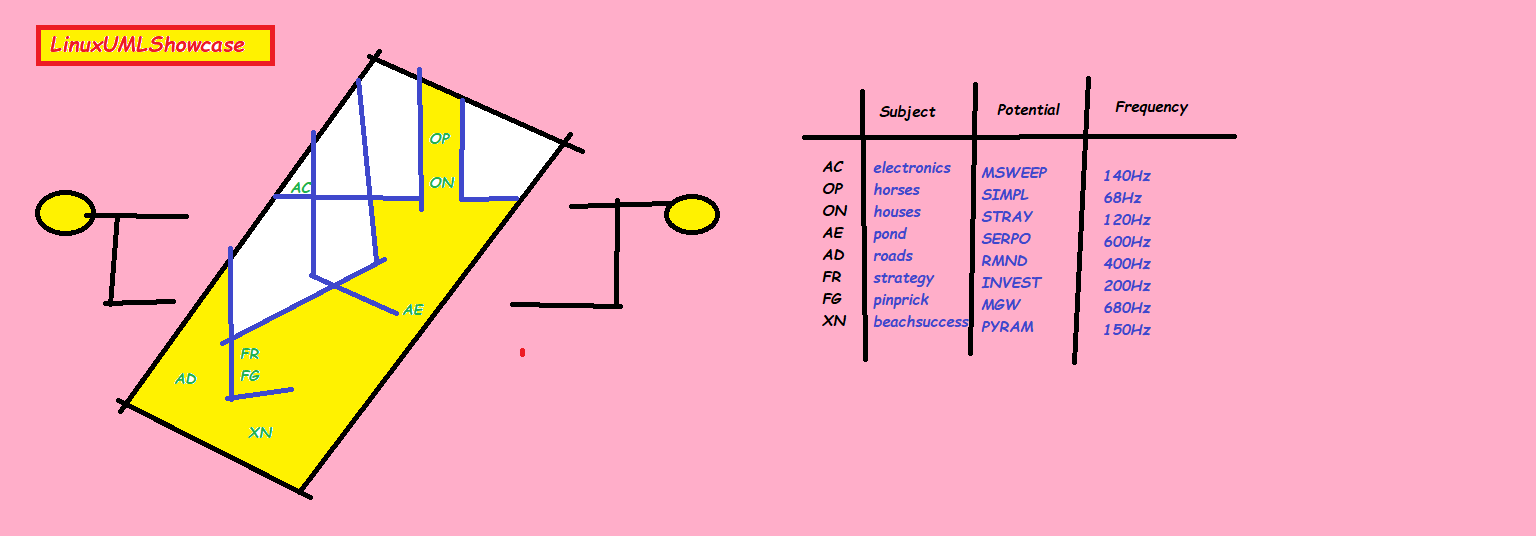 LinuxUMLShowcase
OP
ON
AC
AE
FR
AD
FG
XN
Subject Potential Frequency
AC electronics MSWEEP 140Hz
OP horses SIMPL 68Hz
ON houses STRAY 120Hz
AE pond SERPO 600Hz
AD roads RMND 400Hz
FR strategy INVEST 200Hz
FG pinprick MGW 680Hz
XN beachsuccess PYRAM 150Hz